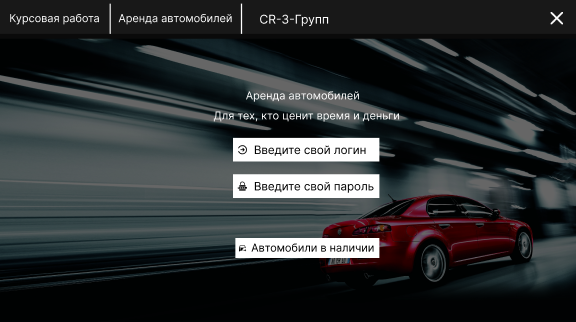 Курсовая работа
Аренда автомобилей
CR-3-Групп
Аренда автомобилей
Для тех, кто ценит время и деньги
Введите свой логин
Введите свой пароль
Автомобили в наличии